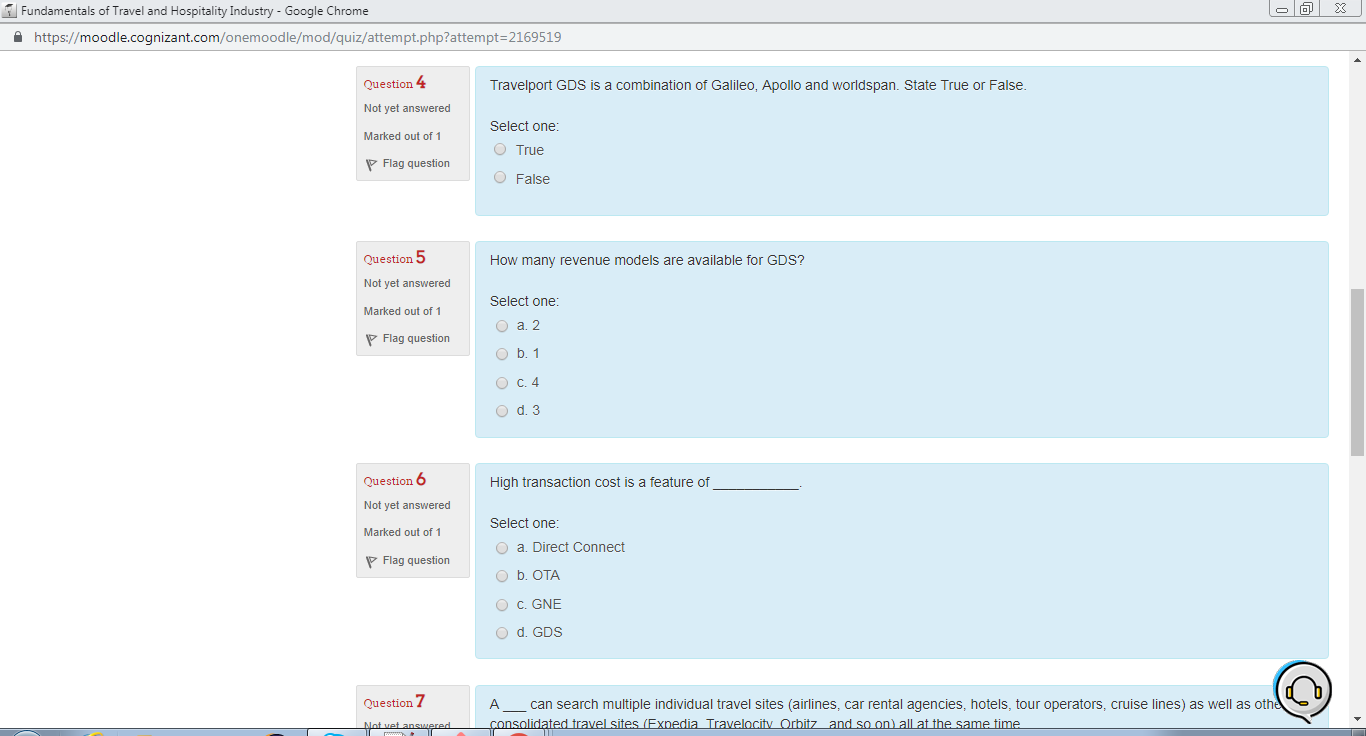 Fundamentals of Travel and Hospitality Industry - Google Chrome
https://moodle.cognizant.com/onemoodle/mod/quiz/attempt.php?attempt=2169519
Question 4
Not yet answered
Marked out of 1
Flag question
Travelport GDS is a combination of Galileo, Apollo and worldspan. State True or False.
Select one:
True
False
Question 5
Not yet answered
Marked out of 1
Flag question
How many revenue models are available for GDS?
Select one:
a. 2
b. 1
c. 4
d. 3
Question 6
Not yet answered
Marked out of 1
Flag question
High transaction cost is a feature of ___________.
Select one:
a. Direct Connect
b. OTA
c. GNE
d. GDS
Question 7
Not yet answered
A ___ can search multiple individual travel sites (airlines, car rental agencies, hotels, tour operators, cruise lines) as well as othe
consolidated travel sites (Expedia, Travelocity, Orbitz, and so on) all at the same time